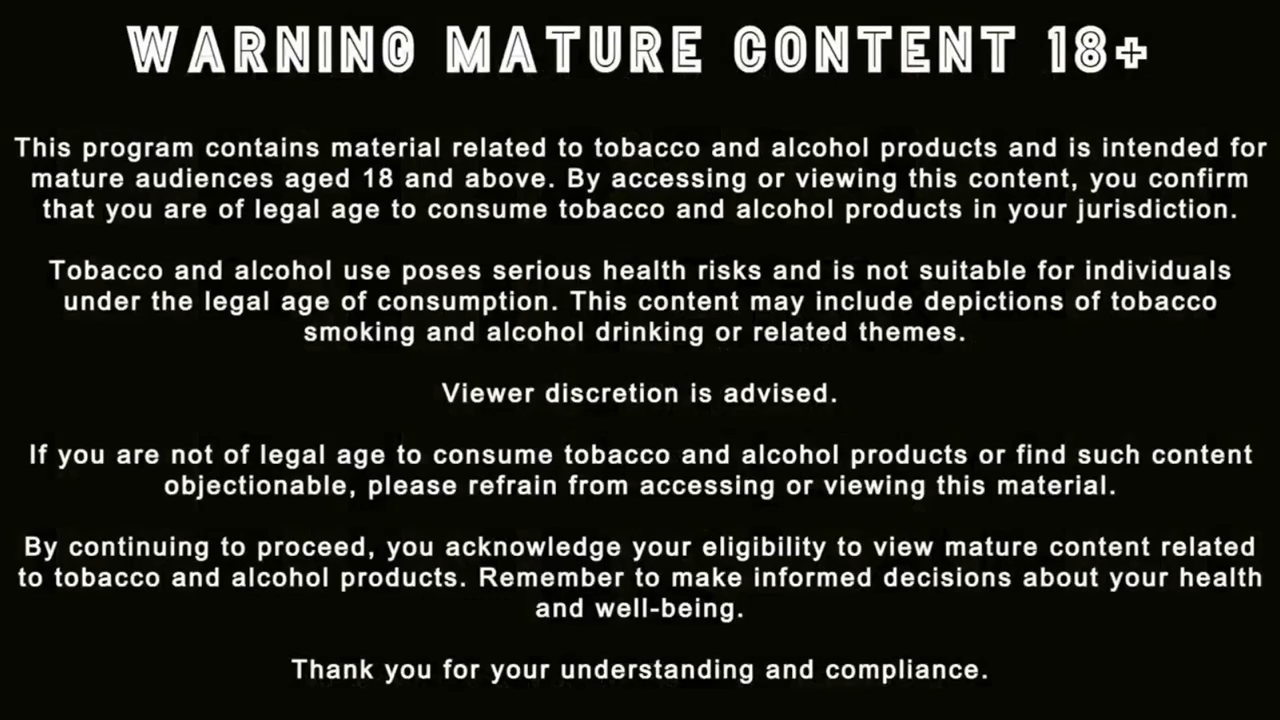 WARNING MATURE CONTENT 18+
This program contains material related to tobacco and alcohol products and is intended for
mature audiences aged 18 and above. By accessing or viewing this content, you confirm
that you are of legal age to consume tobacco and alcohol products in your jurisdiction.
Tobacco and alcohol use poses serious health risks and is not suitable for individuals
under the legal age of consumption. This content may include depictions of tobacco
smoking and alcohol drinking or related themes.
Viewer discretion is advised.
If you are not of legal age to consume tobacco and alcohol products or find such content
objectionable, please refrain from accessing or viewing this material.
By continuing to proceed, you acknowledge your eligibility to view mature content related
to tobacco and alcohol products. Remember to make informed decisions about your health
and well-being.
Thank you for your understanding and compliance.